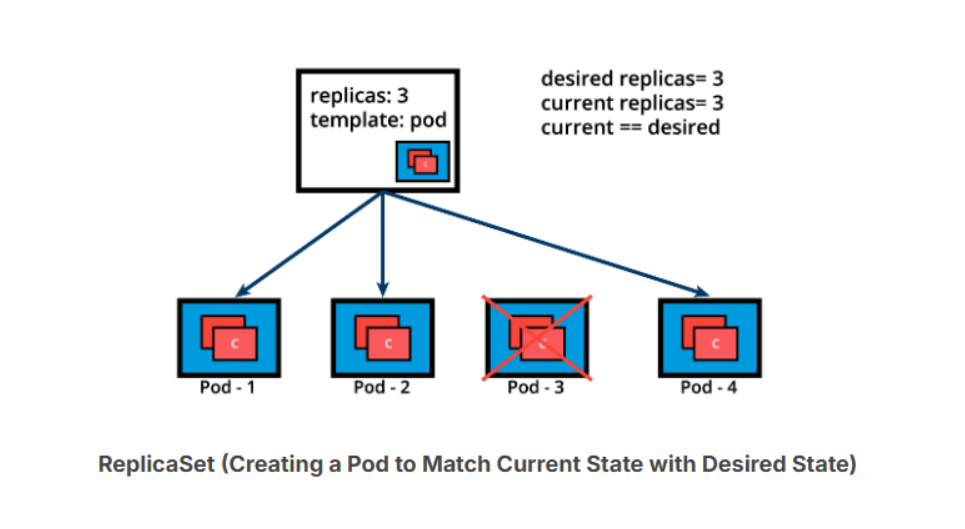 replicas: 3
template: pod
C
desired replicas= 3
current replicas= 3
current == desired
C
C
C
C
Pod - 1
Pod - 2
Pod - 3
Pod - 4
ReplicaSet (Creating a Pod to Match Current State with Desired State)